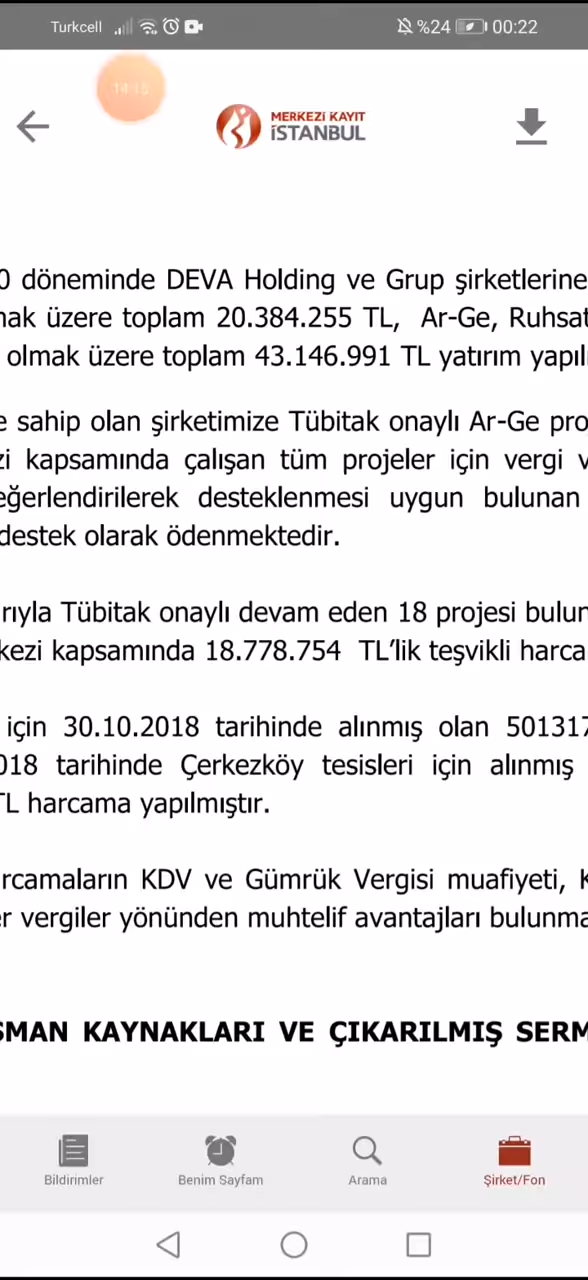 Turkcell %24 00:22
14:15
MERKEZİ KAYIT
İSTANBUL
0 döneminde DEVA Holding ve Grup şirketlerine
mak üzere toplam 20.384.255 TL, Ar-Ge, Ruhsat
olmak üzere toplam 43.146.991 TL yatırım yapıl
e sahip olan şirketimize Tübitak onaylı Ar-Ge pro
zi kapsamında çalışan tüm projeler için vergi v
eğerlendirilerek desteklenmesi uygun bulunan
destek olarak ödenmektedir.
rıyla Tübitak onaylı devam eden 18 projesi bulun
kezi kapsamında 18.778.754 TL'lik teşvikli harca
için 30.10.2018 tarihinde alınmış olan 501317
018 tarihinde Çerkezköy tesisleri için alınmış
TL harcama yapılmıştır.
rcamaların KDV ve Gümrük Vergisi muafiyeti, K
er vergiler yönünden muhtelif avantajları bulunma
SMAN KAYNAKLARI VE ÇIKARILMIŞ SERM
Bildirimler Benim Sayfam Arama Şirket/Fon